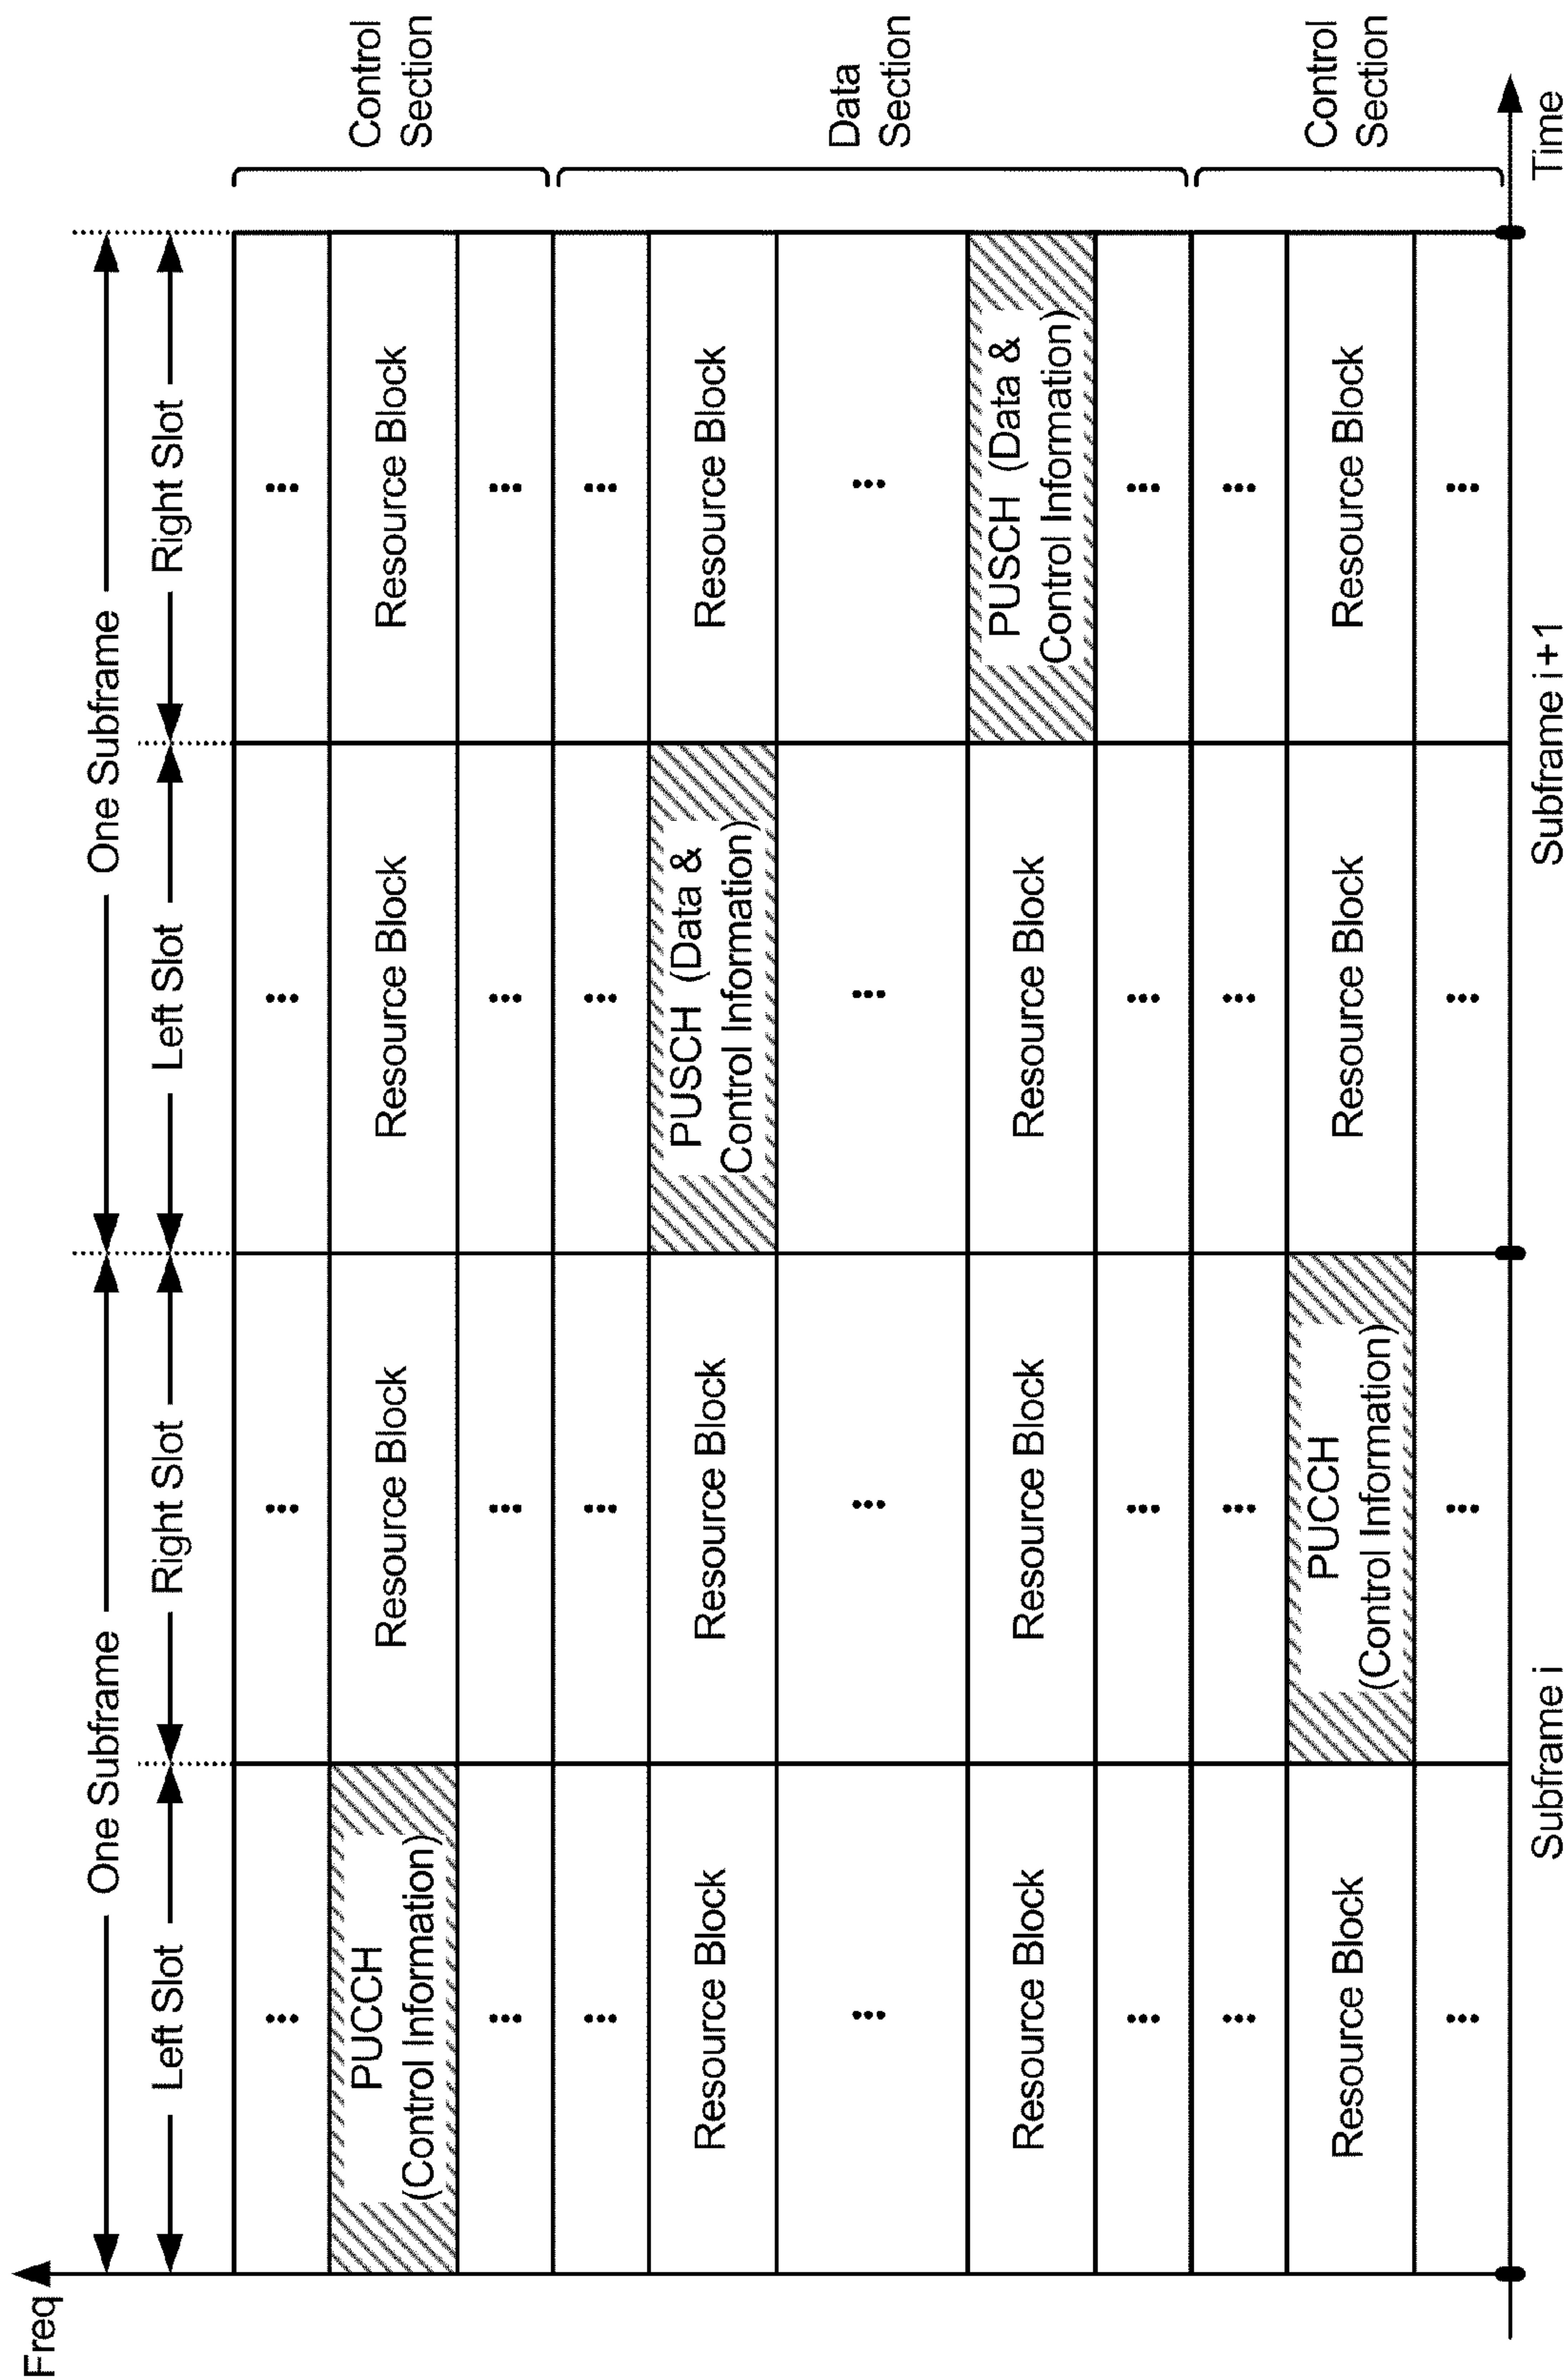 Freq
One Subframe
One Subframe
Left Slot
Right Slot
Left Slot
Right Slot
...
...
...
...
PUCCH
(Control Information)
Resource Block
Resource Block
Resource Block
Control
Section
...
...
...
...
...
...
...
...
Resource Block
Resource Block
PUSCH (Data &
Control Information)
Resource Block
...
...
...
...
Data
Section
Resource Block
Resource Block
Resource Block
PUSCH (Data &
Control Information)
...
...
...
...
...
...
...
...
Resource Block
PUCCH
(Control Information)
Resource Block
Resource Block
Control
Section
...
...
...
...
Subframe i
Subframe i + 1
Time